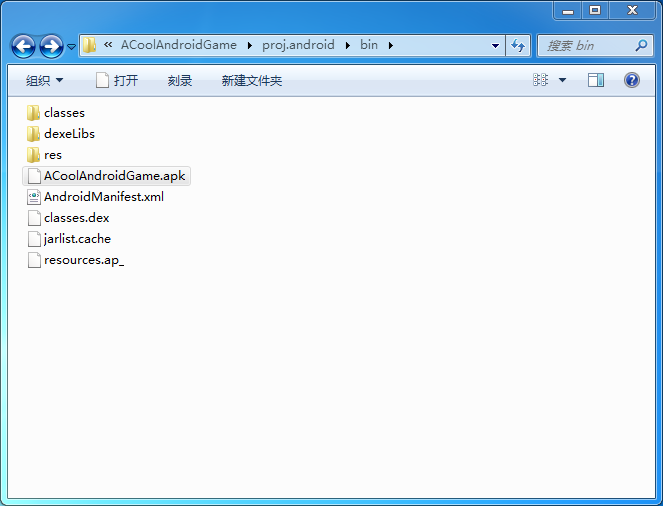 « ACoolAndroidGame ▸ proj.android ▸ bin ▸ 搜索 bin
组织 打开 刻录 新建文件夹
classes
dexeLibs
res
ACoolAndroidGame.apk
AndroidManifest.xml
classes.dex
jarlist.cache
resources.ap_